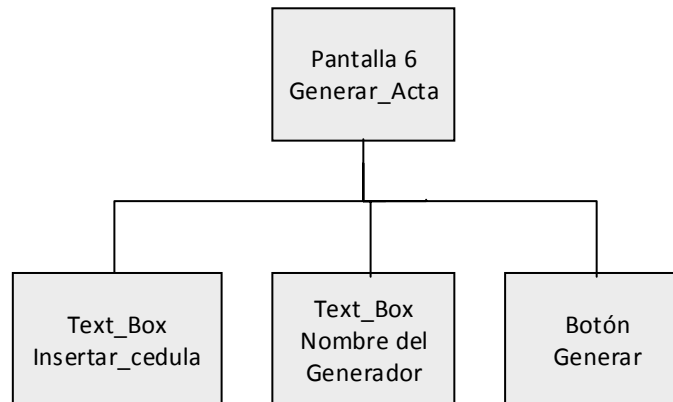 Pantalla 6
Generar_Acta
Text_Box
Insertar_cedula
Text_Box
Nombre del
Generador
Botón
Generar